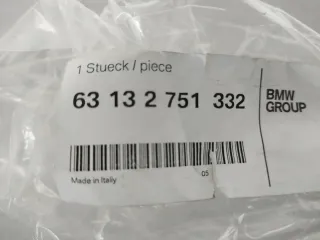 1 Stueck / piece
63 13 2 751 332
BMW
GROUP
Made in Italy
05